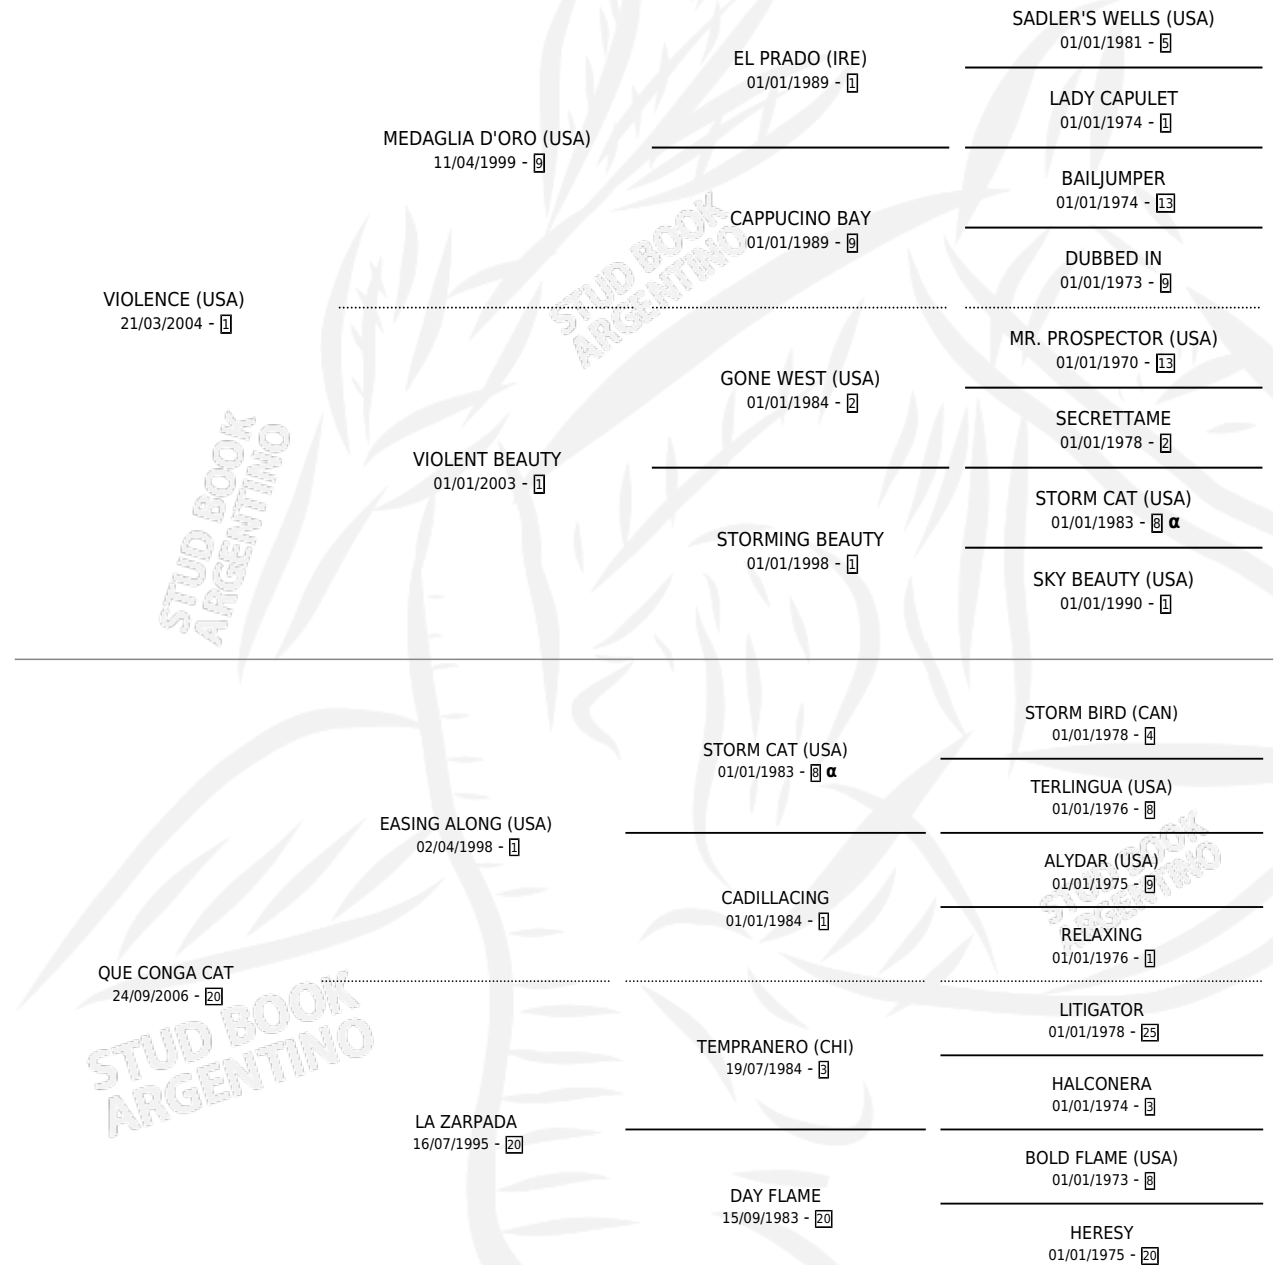 SADLER'S WELLS (USA)
01/01/1981 - 5
EL PRADO (IRE)
01/01/1989 - 1
LADY CAPULET
01/01/1974 - 1
MEDAGLIA D'ORO (USA)
11/04/1999 - 9
BAILJUMPER
01/01/1974 - 13
CAPPUCINO BAY
01/01/1989 - 9
DUBBED IN
01/01/1973 - 9
VIOLENCE (USA)
21/03/2004 - 1
MR. PROSPECTOR (USA)
01/01/1970 - 13
GONE WEST (USA)
01/01/1984 - 2
SECRETTAME
01/01/1978 - 2
VIOLENT BEAUTY
01/01/2003 - 1
STORM CAT (USA)
01/01/1983 - 8 α
STORMING BEAUTY
01/01/1998 - 1
SKY BEAUTY (USA)
01/01/1990 - 1
STORM BIRD (CAN)
01/01/1978 - 4
STORM CAT (USA)
01/01/1983 - 8 α
TERLINGUA (USA)
01/01/1976 - 8
EASING ALONG (USA)
02/04/1998 - 1
ALYDAR (USA)
01/01/1975 - 9
CADILLACING
01/01/1984 - 1
RELAXING
01/01/1976 - 1
QUE CONGA CAT
24/09/2006 - 20
LITIGATOR
01/01/1978 - 25
TEMPRANERO (CHI)
19/07/1984 - 3
HALCONERA
01/01/1974 - 3
LA ZARPADA
16/07/1995 - 20
BOLD FLAME (USA)
01/01/1973 - 8
DAY FLAME
15/09/1983 - 20
HERESY
01/01/1975 - 20
STUD BOOK
ARGENTINO
STUD BOOK
ARGENTINO
STUD BOOK
ARGENTINO
STUD BOOK
ARGENTINO